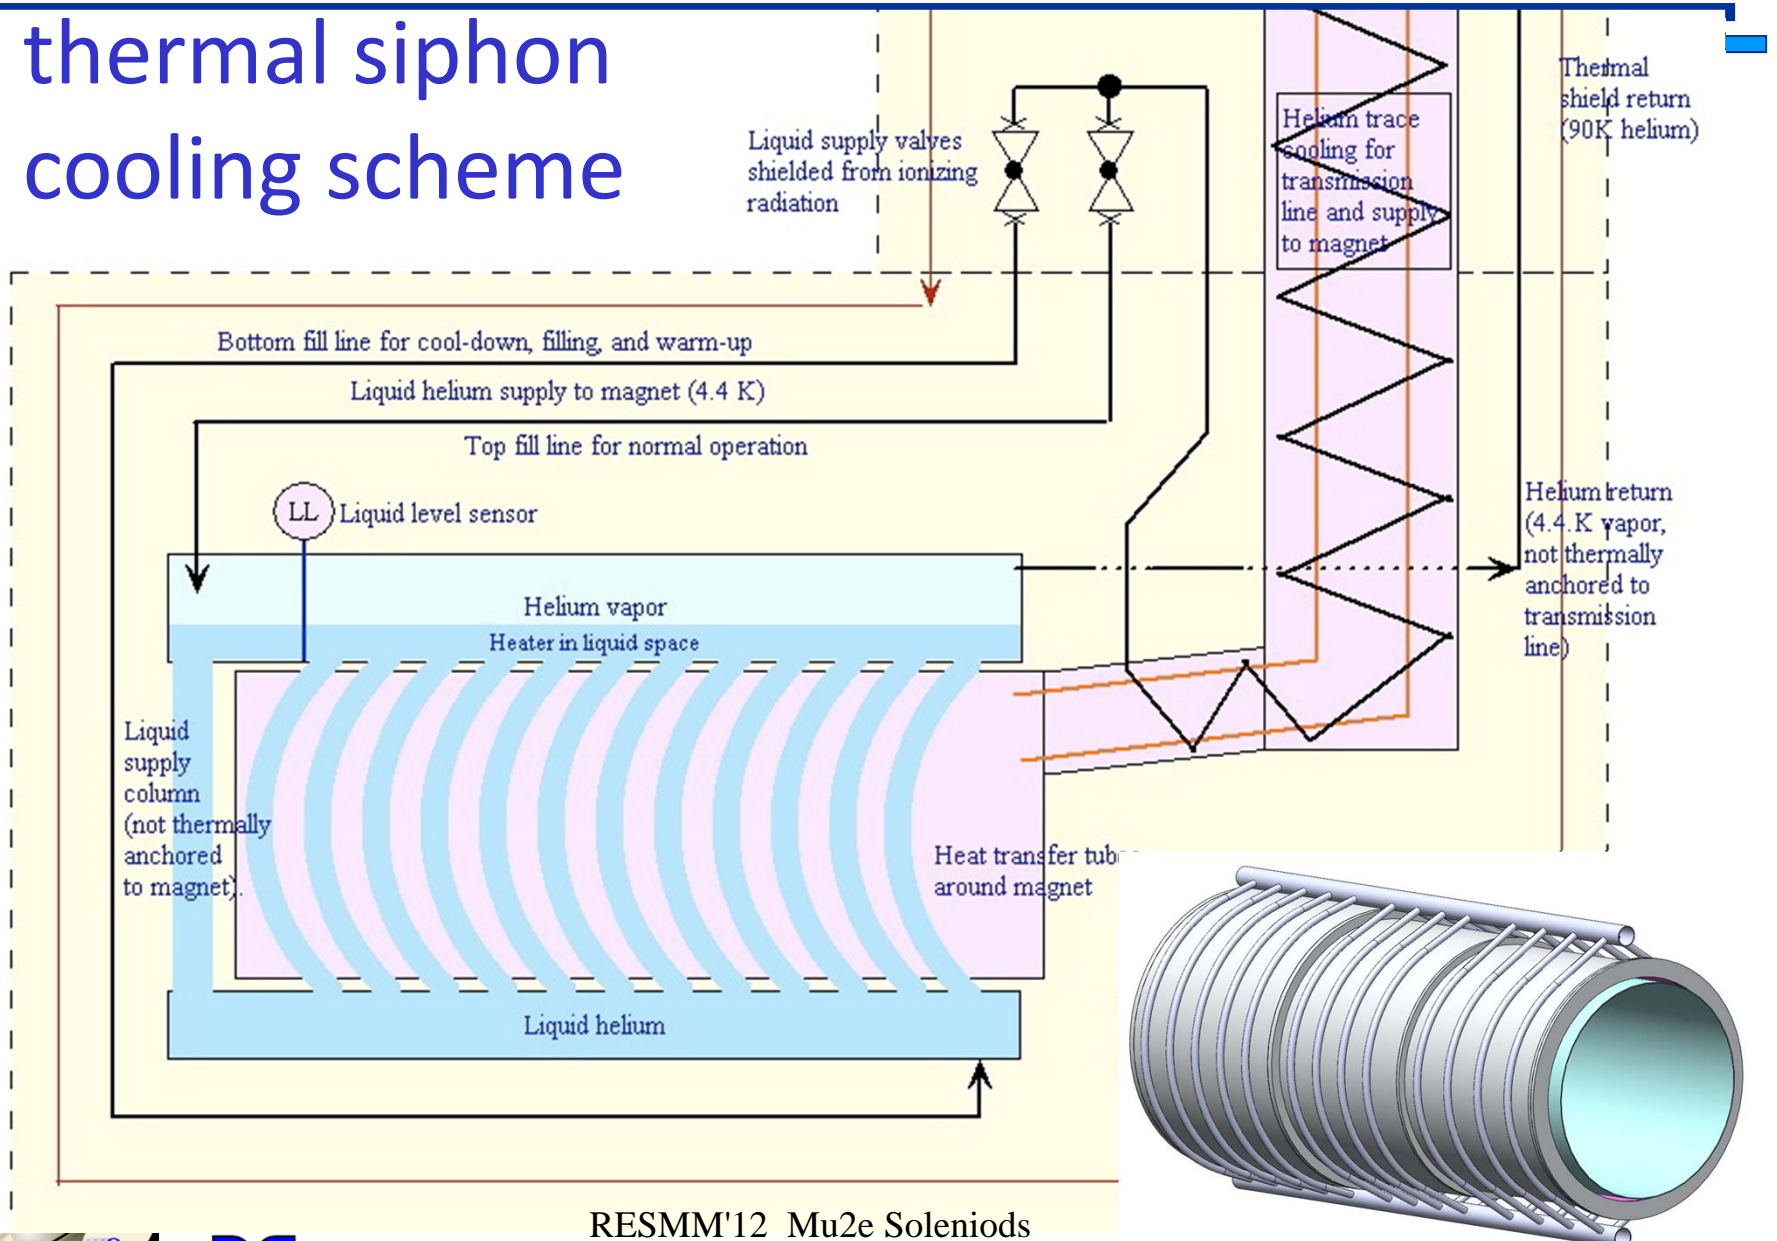 thermal siphon
cooling scheme
Liquid supply valves
shielded from ionizing
radiation
Helium trace
cooling for
transmission
line and supply
to magnet
Thermal
shield return
(90K helium)
Bottom fill line for cool-down, filling, and warm-up
Liquid helium supply to magnet (4.4 K)
Top fill line for normal operation
LL
Liquid level sensor
Helium return
(4.4.K vapor,
not thermally
anchored to
transmission
line)
Helium vapor
Heater in liquid space
Liquid
supply
column
(not thermally
anchored
to magnet).
Heat transfer
around magnet
Liquid helium
RESMM'12 Mu2e Soleniods